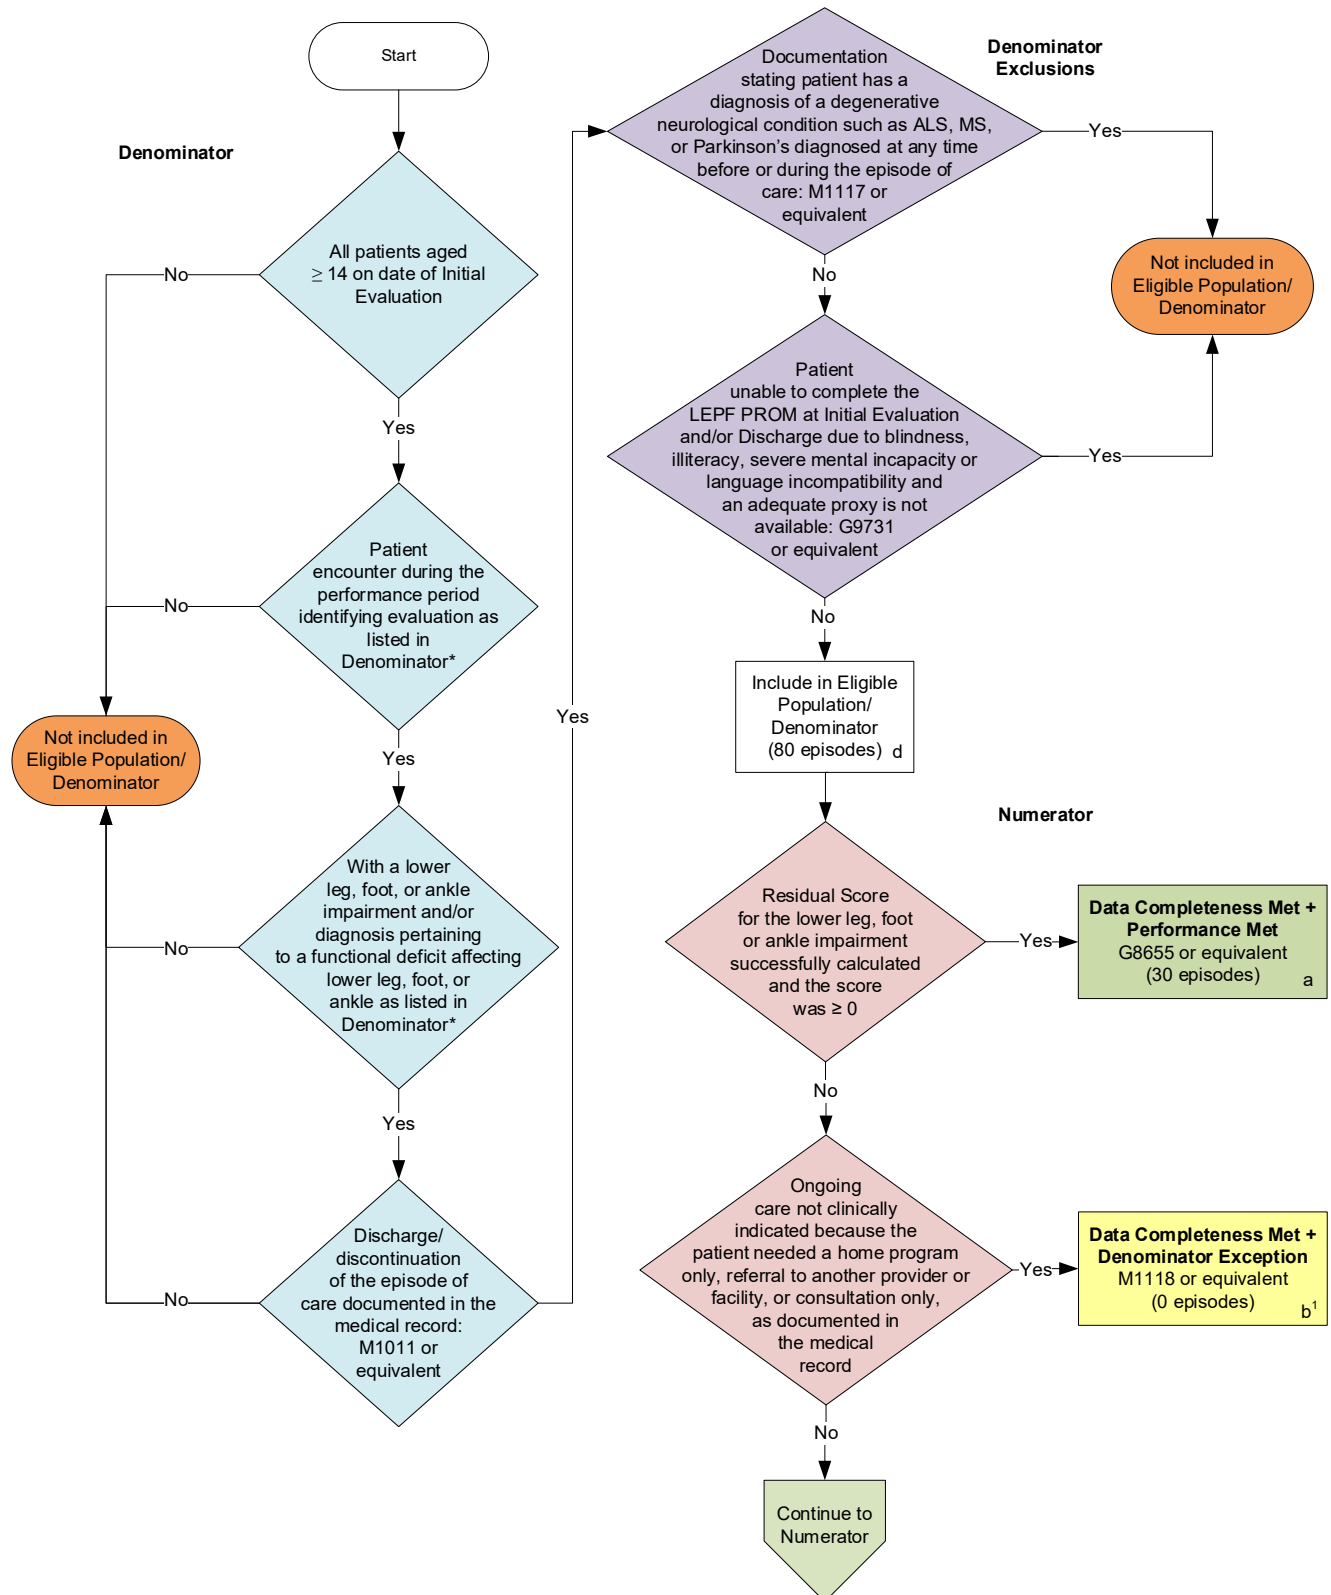 Start
Denominator
All patients aged
≥ 14 on date of Initial
Evaluation
No
Yes
Patient
encounter during the
performance period
identifying evaluation as
listed in
Denominator*
No
Yes
Not included in
Eligible Population/
Denominator
With a lower
leg, foot, or ankle
impairment and/or
diagnosis pertaining
to a functional deficit affecting
lower leg, foot, or
ankle as listed in
Denominator*
No
Yes
Discharge/
discontinuation
of the episode of
care documented in the
medical record:
M1011 or
equivalent
No
Yes
Denominator
Exclusions
Documentation
stating patient has a
diagnosis of a degenerative
neurological condition such as ALS, MS,
or Parkinson's diagnosed at any time
before or during the episode of
care: M1117 or
equivalent
Yes
No
Not included in
Eligible Population/
Denominator
Patient
unable to complete the
LEPF PROM at Initial Evaluation
and/or Discharge due to blindness,
illiteracy, severe mental incapacity or
language incompatibility and
an adequate proxy is not
available: G9731
or equivalent
Yes
No
Include in Eligible
Population/
Denominator
(80 episodes) d
Numerator
Residual Score
for the lower leg, foot
or ankle impairment
successfully calculated
and the score
was ≥ 0
Yes
Data Completeness Met +
Performance Met
G8655 or equivalent
(30 episodes)
a
No
Ongoing
care not clinically
indicated because the
patient needed a home program
only, referral to another provider or
facility, or consultation only,
as documented in
the medical
record
Yes
Data Completeness Met +
Denominator Exception
M1118 or equivalent
(0 episodes)
b¹
No
Continue to
Numerator